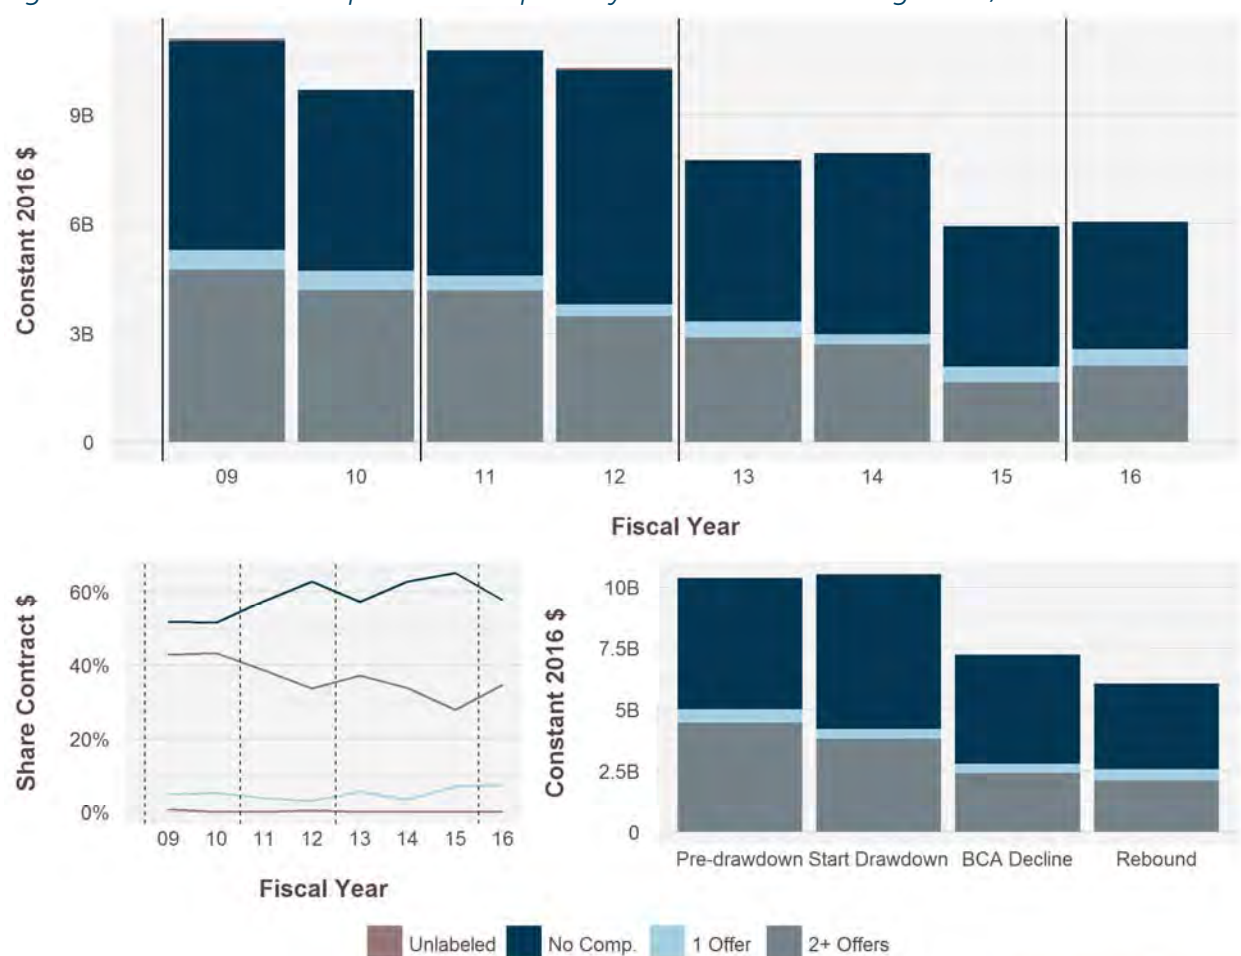 9B
6B
3B
0
Constant 2016 $
09 10 11 12 13 14 15 16
Fiscal Year
60%
40%
20%
0%
Share Contract $
09 10 11 12 13 14 15 16
Fiscal Year
10B
7.5B
5B
2.5B
0
Constant 2016 $
Pre-drawdown Start Drawdown BCA Decline Rebound
Unlabeled No Comp. 1 Offer 2+ Offers